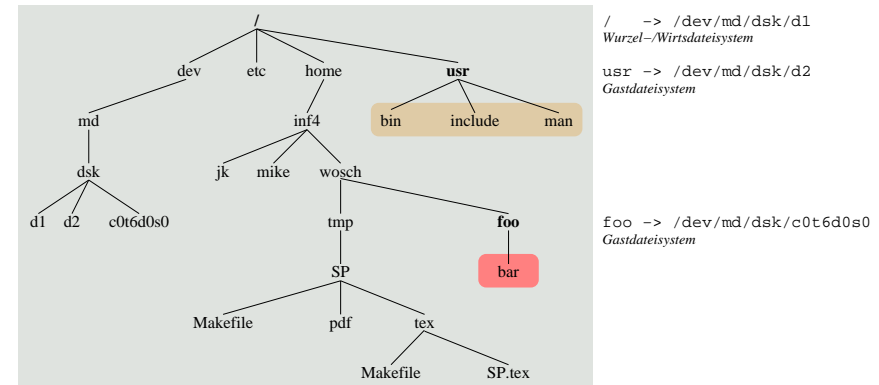 /
/ -> /dev/md/dsk/d1
Wurzel-/Wirtsdateisystem
dev etc home usr
usr -> /dev/md/dsk/d2
Gastdateisystem
md inf4 bin include man
dsk jk mike wosch
d1 d2 c0t6d0s0 tmp foo
foo -> /dev/md/dsk/c0t6d0s0
Gastdateisystem
SP bar
Makefile pdf tex
Makefile SP.tex